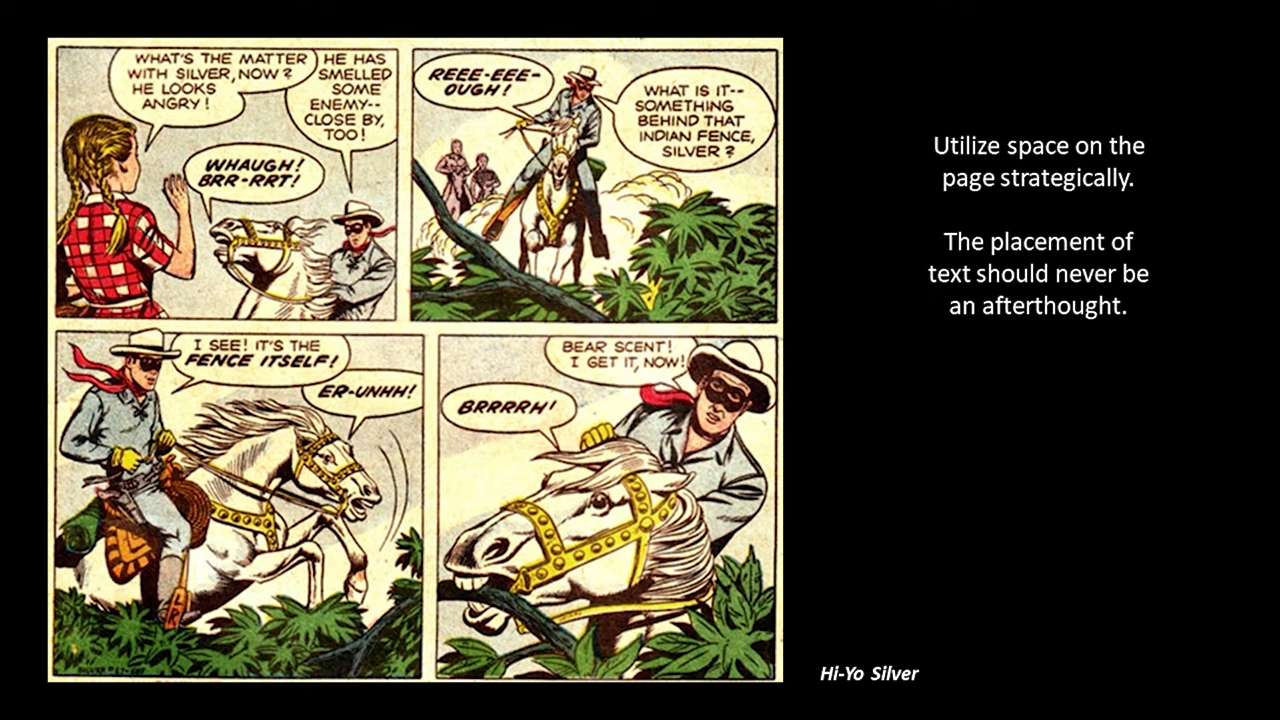 WHAT'S THE MATTER
WITH SILVER, NOW?
HE LOOKS
ANGRY!
HE HAS
SMELLED
SOME
ENEMY--
CLOSE BY,
TOO!
WHAUGH!
BRR-RRT!
REEE-EEE-
OUGH!
WHAT IS IT--
SOMETHING
BEHIND THAT
INDIAN FENCE,
SILVER?
I SEE! IT'S THE
FENCE ITSELF!
ER-UNHH!
BEAR SCENT!
I GET IT, NOW!
BRRRRH!
Utilize space on the
page strategically.
The placement of
text should never be
an afterthought.
Hi-Yo Silver